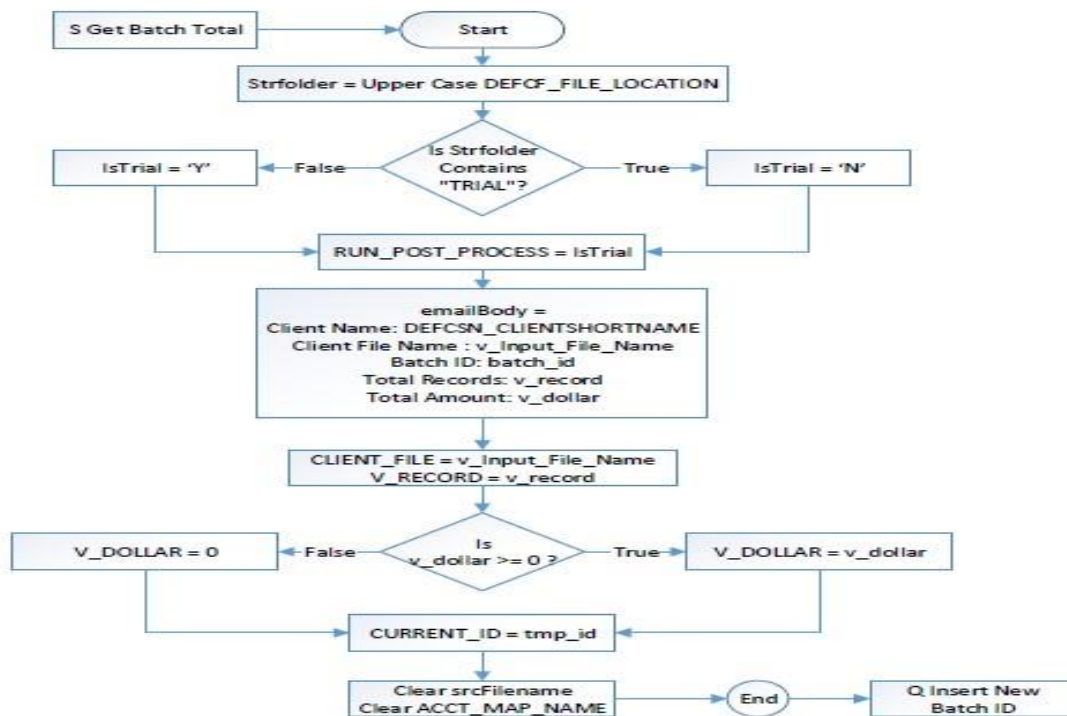 S Get Batch Total
Start
Strfolder = Upper Case DEFCF_FILE_LOCATION
Is Strfolder
Contains
"TRIAL"?
False
True
IsTrial = ‘Y’
IsTrial = ‘N’
RUN_POST_PROCESS = IsTrial
emailBody =
Client Name: DEFCSN_CLIENTSHORTNAME
Client File Name : v_Input_File_Name
Batch ID: batch_id
Total Records: v_record
Total Amount: v_dollar
CLIENT_FILE = v_Input_File_Name
V_RECORD = v_record
Is
v_dollar >= 0 ?
False
True
V_DOLLAR = 0
V_DOLLAR = v_dollar
CURRENT_ID = tmp_id
Clear srcFilename
Clear ACCT_MAP_NAME
End
Q Insert New
Batch ID